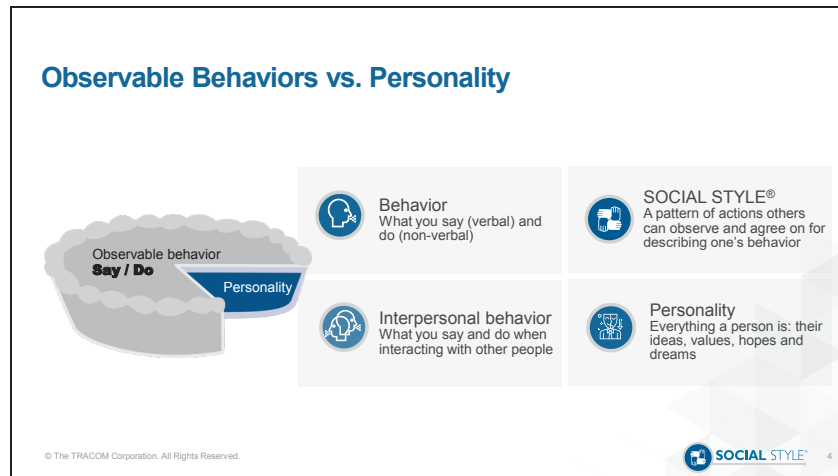 Observable Behaviors vs. Personality
Observable behavior
Say / Do
Personality
Behavior
What you say (verbal) and
do (non-verbal)
SOCIAL STYLE®
A pattern of actions others
can observe and agree on for
describing one's behavior
Interpersonal behavior
What you say and do when
interacting with other people
Personality
Everything a person is: their
ideas, values, hopes and
dreams
© The TRACOM Corporation. All Rights Reserved.
SOCIAL STYLE®
4